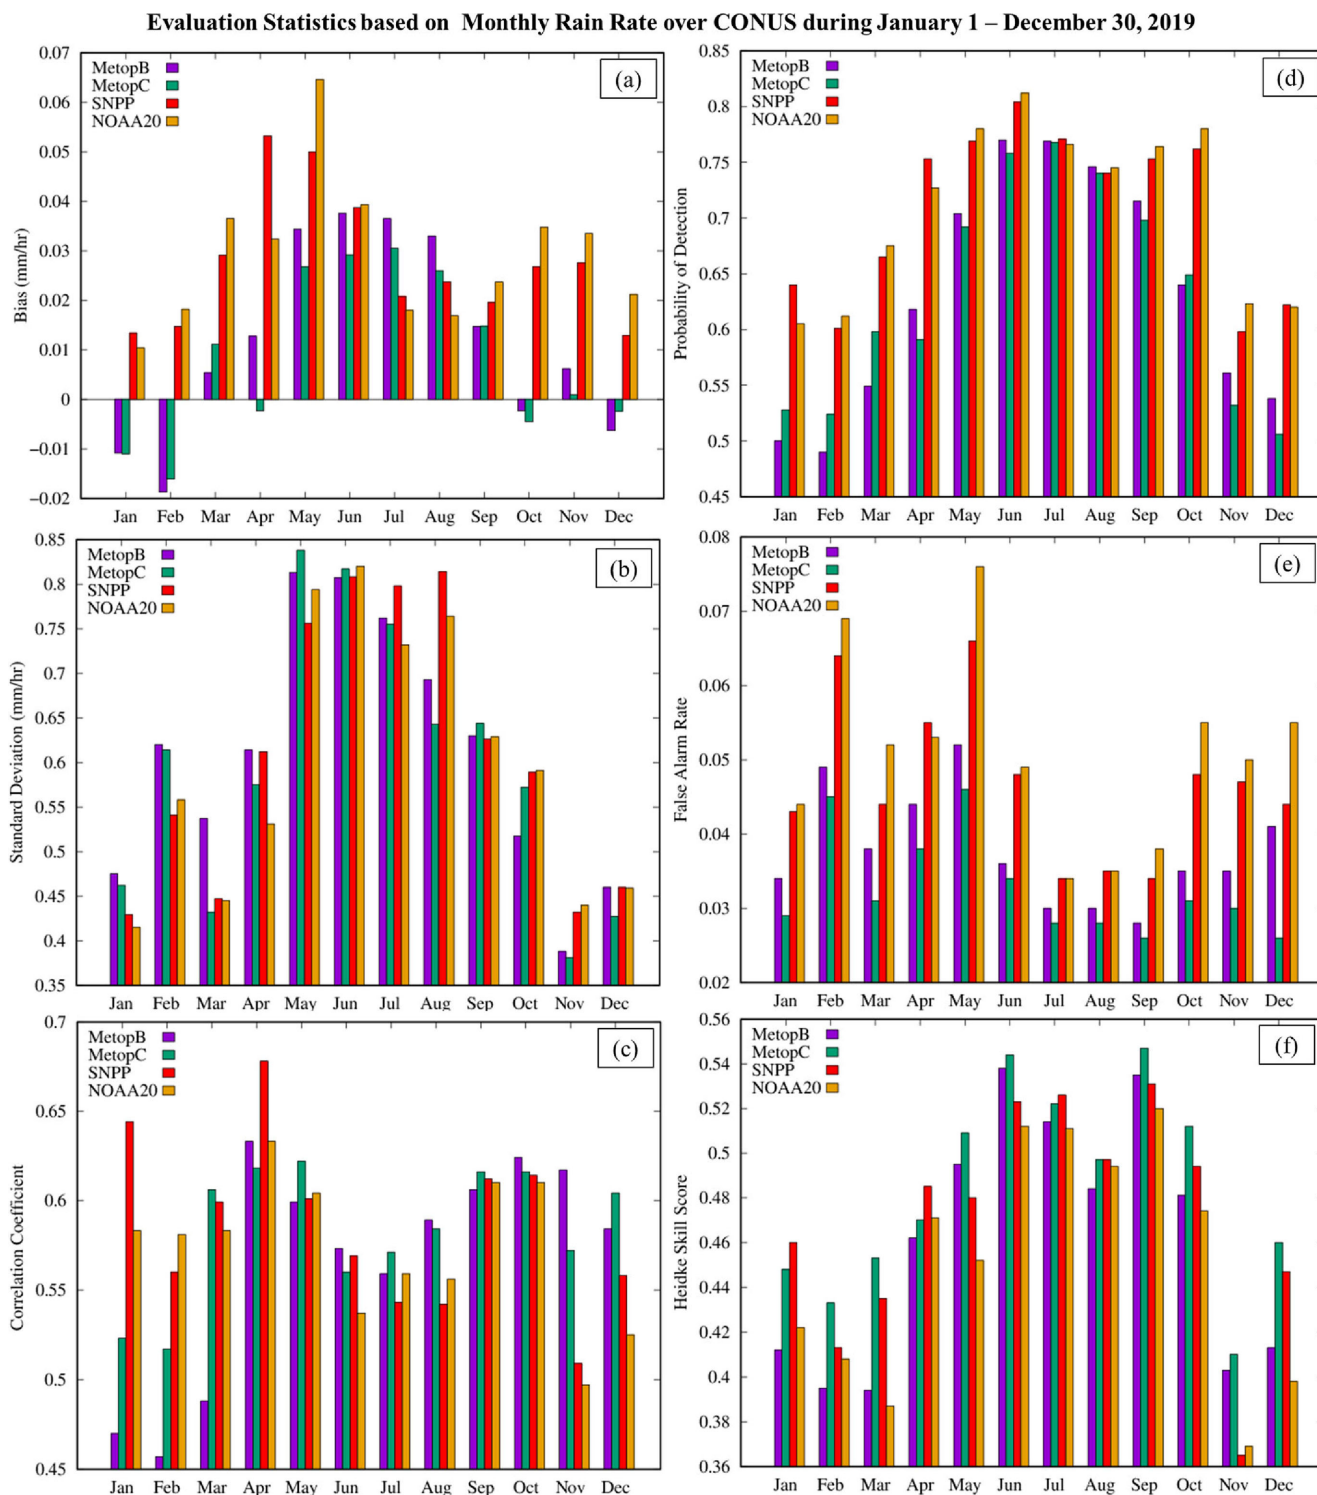 Evaluation Statistics based on Monthly Rain Rate over CONUS during January 1 – December 30, 2019
(a)
MetopB
MetopC
SNPP
NOAA20
Bias (mm/hr)
0.07
0.06
0.05
0.04
0.03
0.02
0.01
0
−0.01
−0.02
Jan Feb Mar Apr May Jun Jul Aug Sep Oct Nov Dec
(b)
MetopB
MetopC
SNPP
NOAA20
Standard Deviation (mm/hr)
0.85
0.8
0.75
0.7
0.65
0.6
0.55
0.5
0.45
0.4
0.35
Jan Feb Mar Apr May Jun Jul Aug Sep Oct Nov Dec
(c)
MetopB
MetopC
SNPP
NOAA20
Correlation Coefficient
0.7
0.65
0.6
0.55
0.5
0.45
Jan Feb Mar Apr May Jun Jul Aug Sep Oct Nov Dec
(d)
MetopB
MetopC
SNPP
NOAA20
Probability of Detection
0.85
0.8
0.75
0.7
0.65
0.6
0.55
0.5
0.45
Jan Feb Mar Apr May Jun Jul Aug Sep Oct Nov Dec
(e)
MetopB
MetopC
SNPP
NOAA20
False Alarm Rate
0.08
0.07
0.06
0.05
0.04
0.03
0.02
Jan Feb Mar Apr May Jun Jul Aug Sep Oct Nov Dec
(f)
MetopB
MetopC
SNPP
NOAA20
Heidke Skill Score
0.56
0.54
0.52
0.5
0.48
0.46
0.44
0.42
0.4
0.38
0.36
Jan Feb Mar Apr May Jun Jul Aug Sep Oct Nov Dec